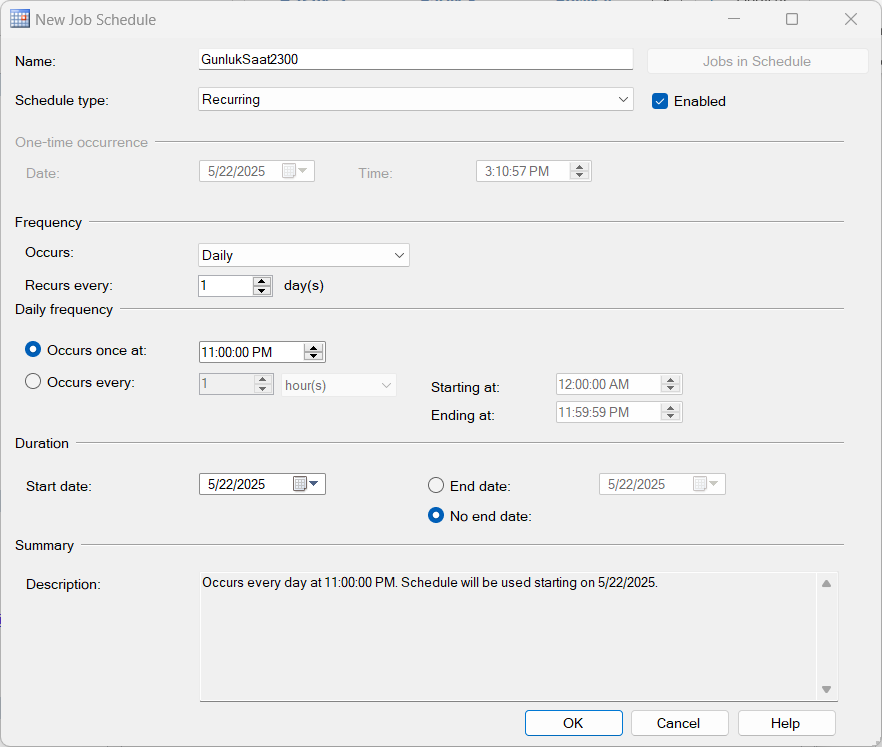 New Job Schedule
Name: GunlukSaat2300 Jobs in Schedule
Schedule type: Recurring Enabled
One-time occurrence
Date: 5/22/2025 Time: 3:10:57 PM
Frequency
Occurs: Daily
Recurs every: 1 day(s)
Daily frequency
Occurs once at: 11:00:00 PM
Occurs every: 1 hour(s) Starting at: 12:00:00 AM
Ending at: 11:59:59 PM
Duration
Start date: 5/22/2025 End date: 5/22/2025
No end date:
Summary
Description: Occurs every day at 11:00:00 PM. Schedule will be used starting on 5/22/2025.
OK Cancel Help